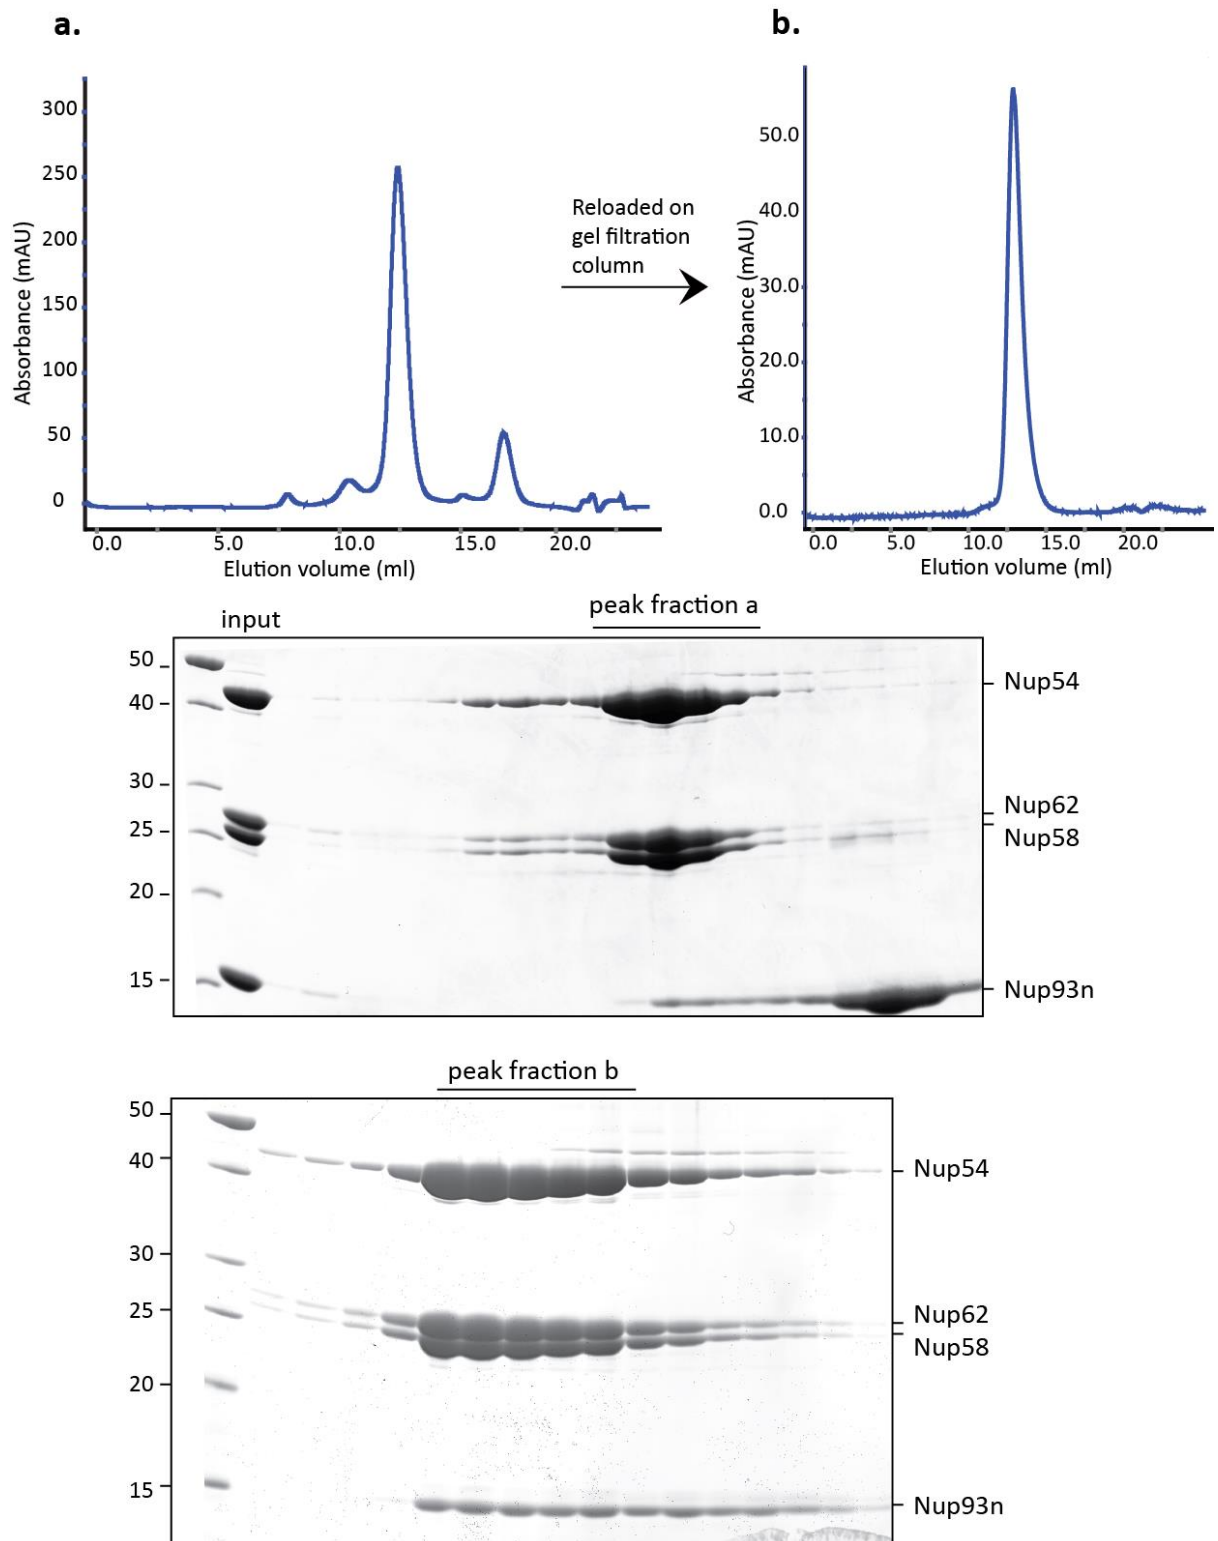 a.
300
250
200
150
100
50
0
Absorbance (mAU)
0.0 5.0 10.0 15.0 20.0
Elution volume (ml)
Reloaded on
gel filtration
column
b.
50.0
40.0
30.0
20.0
10.0
0.0
Absorbance (mAU)
0.0 5.0 10.0 15.0 20.0
Elution volume (ml)
input
peak fraction a
50
40
30
25
20
15
Nup54
Nup62
Nup58
Nup93n
peak fraction b
50
40
30
25
20
15
Nup54
Nup62
Nup58
Nup93n